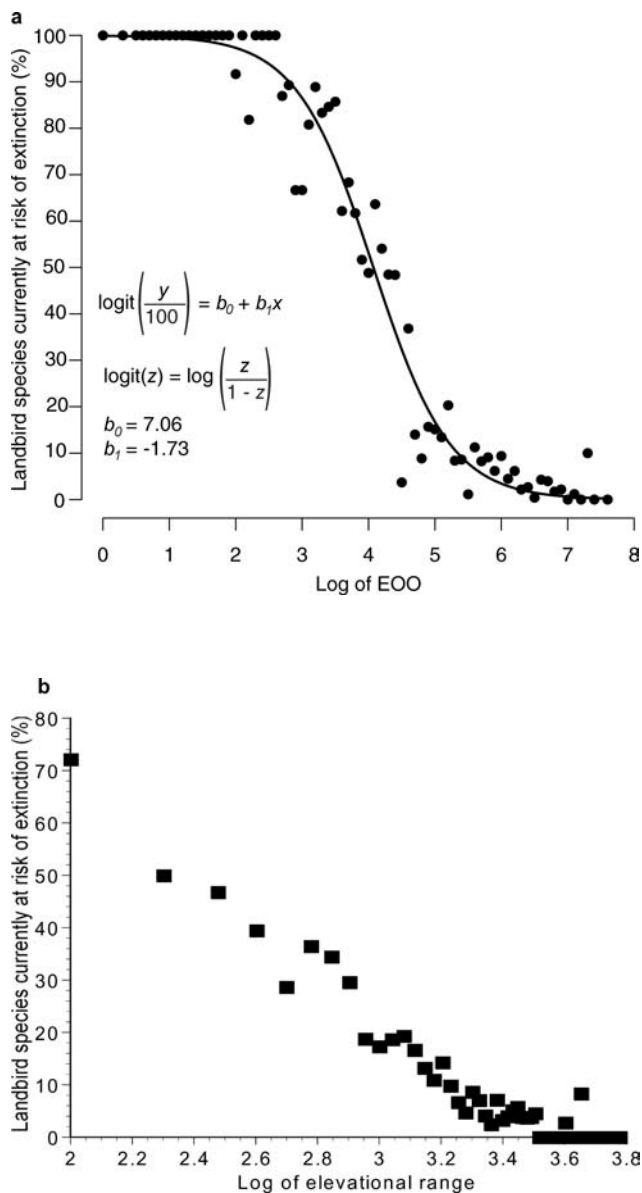 a
Landbird species currently at risk of extinction (%)
100
90
80
70
60
50
40
30
20
10
0
logit(y/100) = b₀ + b₁x
logit(z) = log(z/1 - z)
b₀ = 7.06
b₁ = -1.73
0 1 2 3 4 5 6 7 8
Log of EOO
b
Landbird species currently at risk of extinction (%)
80
70
60
50
40
30
20
10
0
2 2.2 2.4 2.6 2.8 3 3.2 3.4 3.6 3.8
Log of elevational range